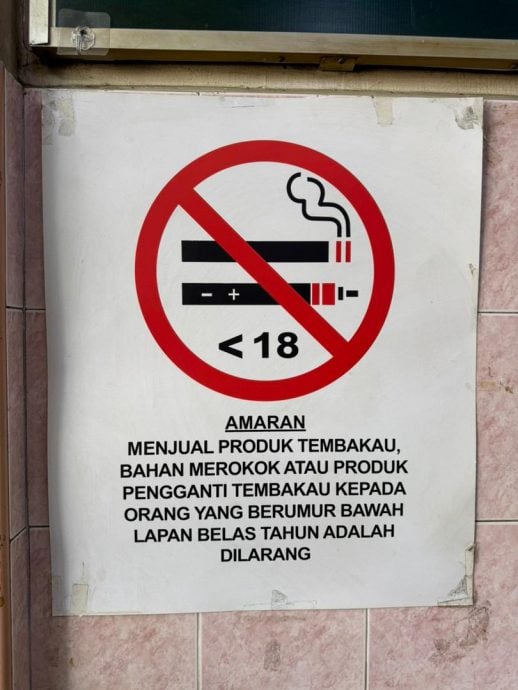 - +
< 18
AMARAN
MENJUAL PRODUK TEMBAKAU,
BAHAN MEROKOK ATAU PRODUK
PENGGANTI TEMBAKAU KEPADA
ORANG YANG BERUMUR BAWAH
LAPAN BELAS TAHUN ADALAH
DILARANG